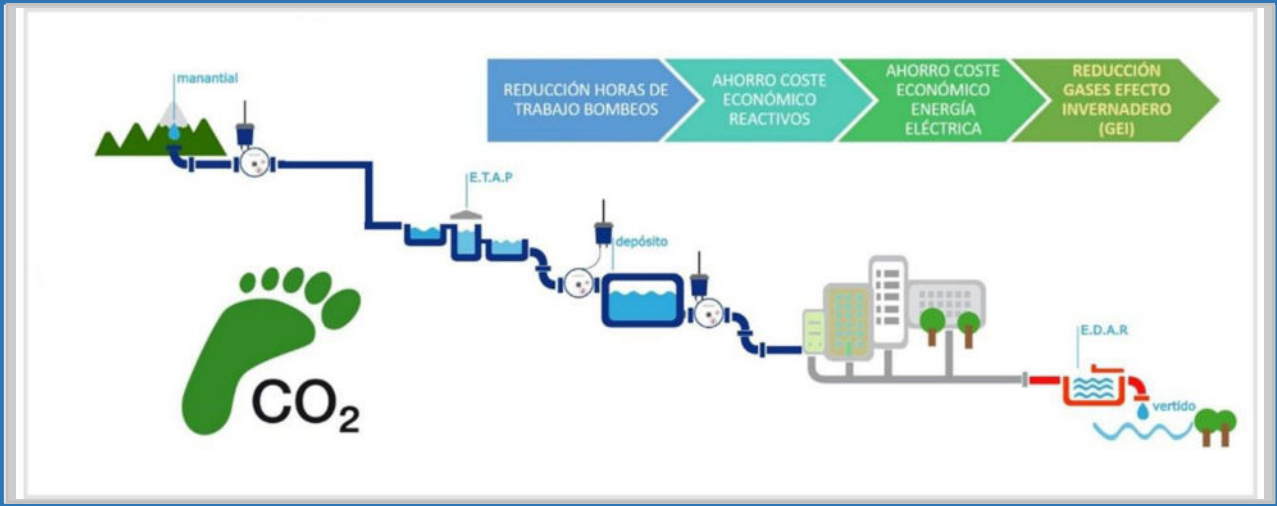 manantial
REDUCCIÓN HORAS DE
TRABAJO BOMBEOS
AHORRO COSTE
ECONÓMICO
REACTIVOS
AHORRO COSTE
ECONÓMICO
ENERGÍA
ELÉCTRICA
REDUCCIÓN
GASES EFECTO
INVERNADERO
(GEI)
E.T.A.P
depósito
E.D.A.R
vertido
CO₂